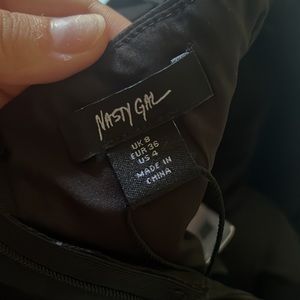 NASTY GAL
UK 8
EUR 36
US 4
MADE IN
CHINA